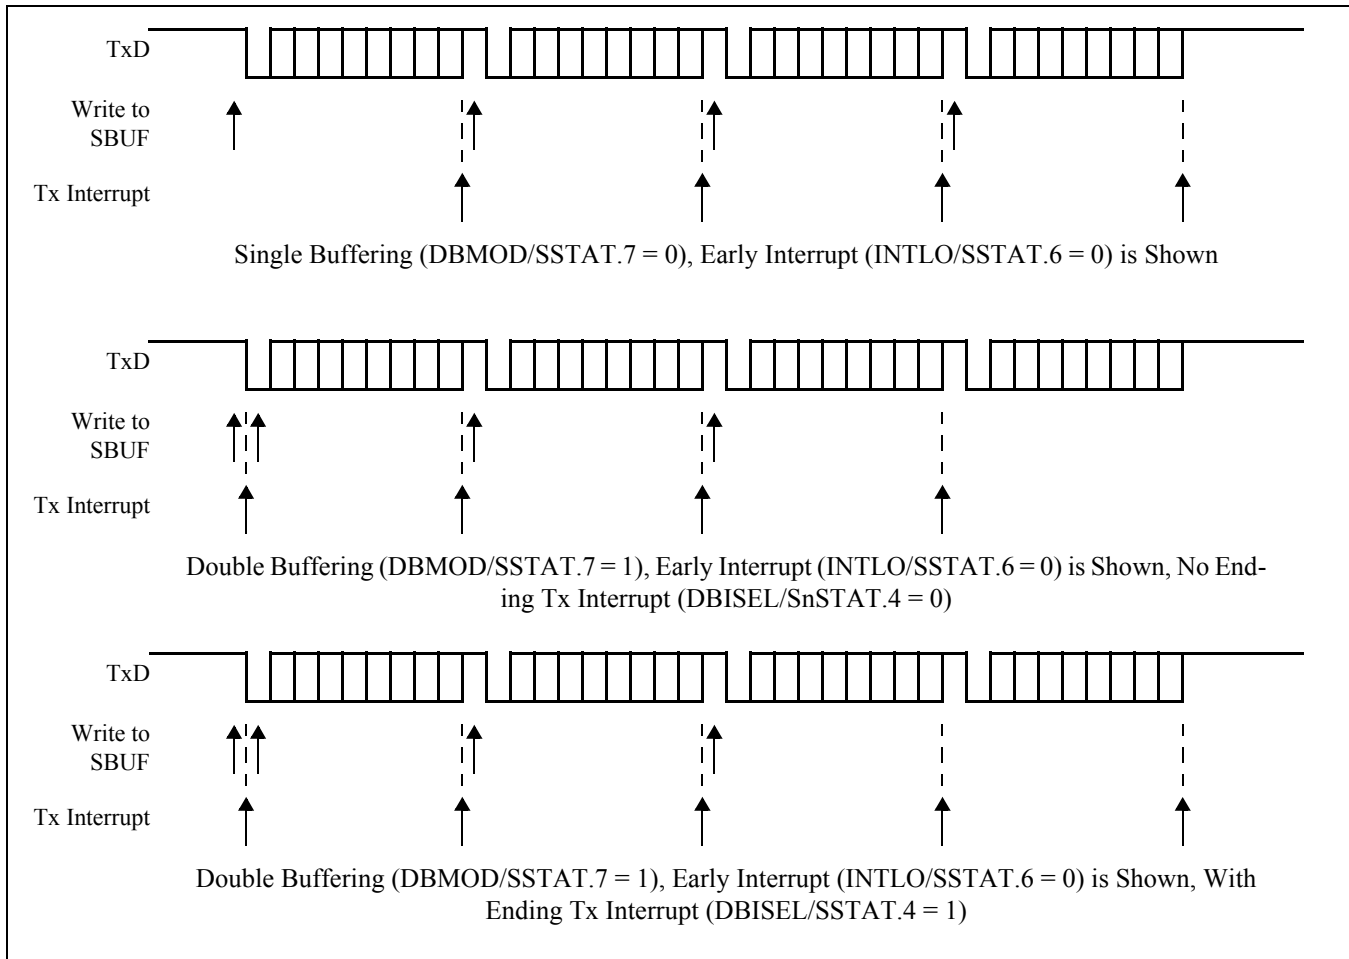 TxD
Write to
SBUF
Tx Interrupt
Single Buffering (DBMOD/SSTAT.7 = 0), Early Interrupt (INTLO/SSTAT.6 = 0) is Shown
TxD
Write to
SBUF
Tx Interrupt
Double Buffering (DBMOD/SSTAT.7 = 1), Early Interrupt (INTLO/SSTAT.6 = 0) is Shown, No End-
ing Tx Interrupt (DBISEL/SnSTAT.4 = 0)
TxD
Write to
SBUF
Tx Interrupt
Double Buffering (DBMOD/SSTAT.7 = 1), Early Interrupt (INTLO/SSTAT.6 = 0) is Shown, With
Ending Tx Interrupt (DBISEL/SSTAT.4 = 1)